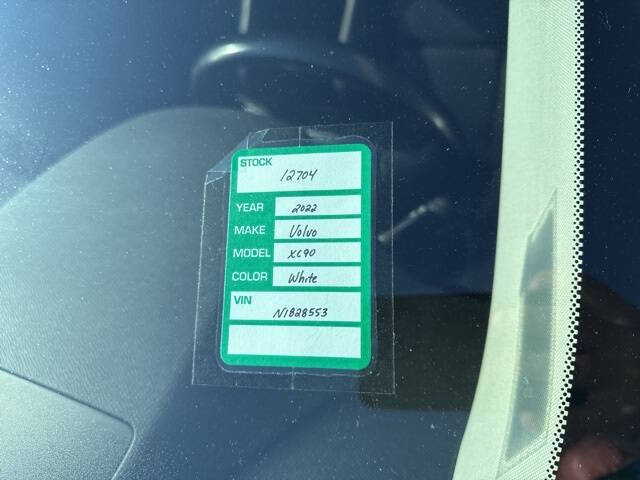 STOCK
12704
YEAR 2022
MAKE Volvo
MODEL XC90
COLOR White
VIN
N1828553